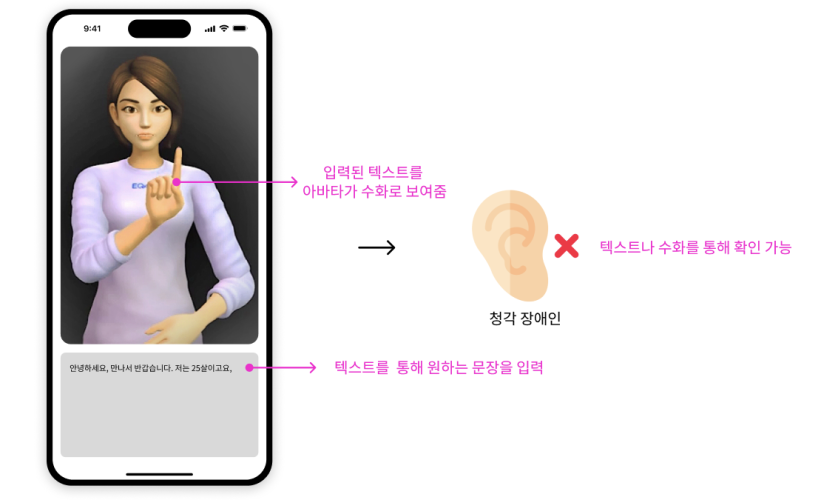 9:41
입력된 텍스트를
아바타가 수화로 보여줌
텍스트나 수화를 통해 확인 가능
청각 장애인
안녕하세요, 만나서 반갑습니다. 저는 25살이고요,
텍스트를 통해 원하는 문장을 입력